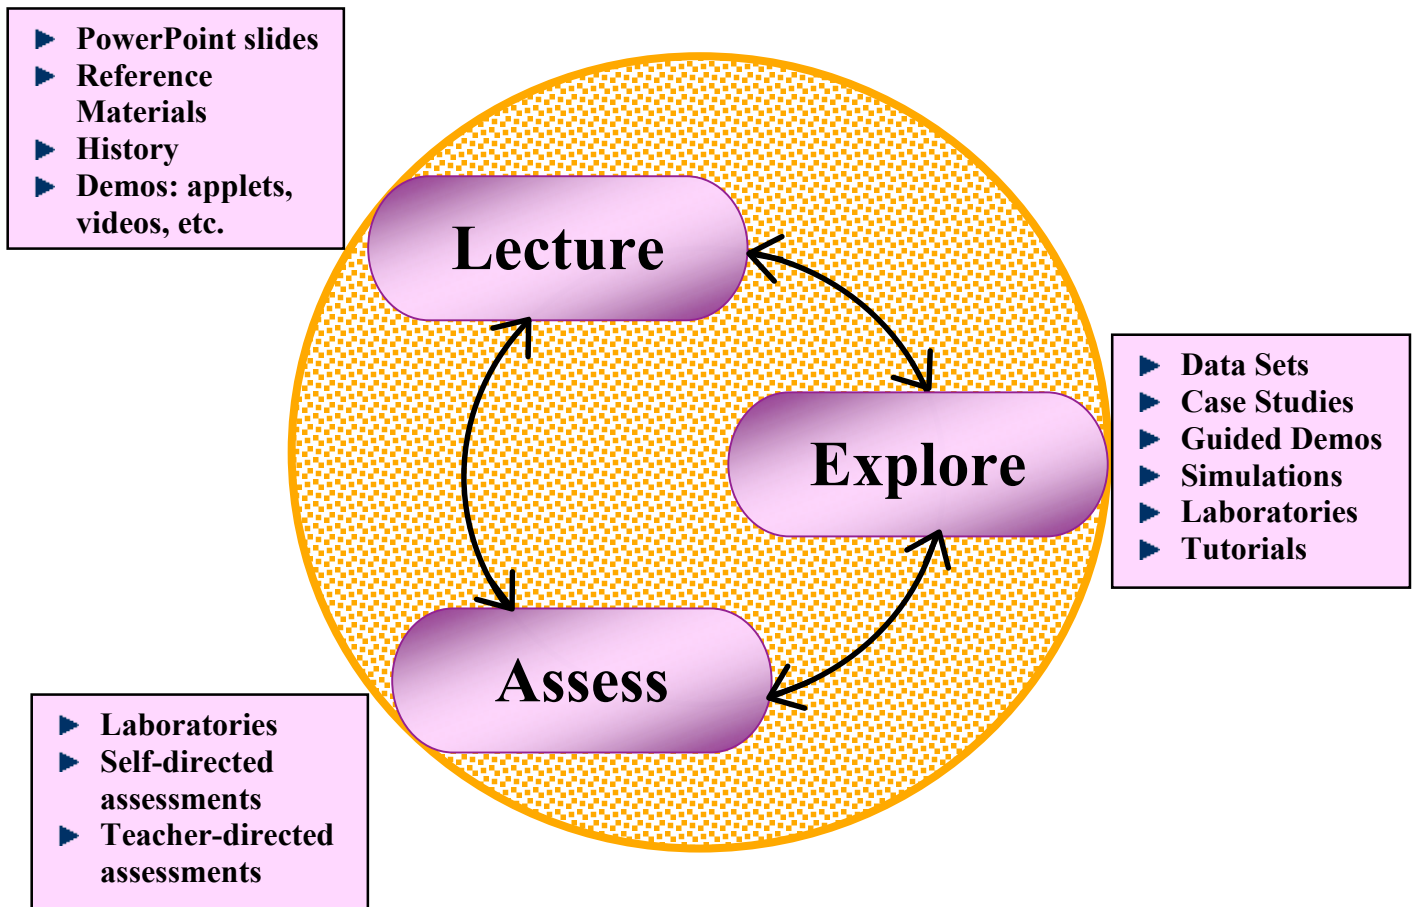 PowerPoint slides
Reference
Materials
History
Demos: applets,
videos, etc.
Lecture
Explore
Data Sets
Case Studies
Guided Demos
Simulations
Laboratories
Tutorials
Assess
Laboratories
Self-directed
assessments
Teacher-directed
assessments